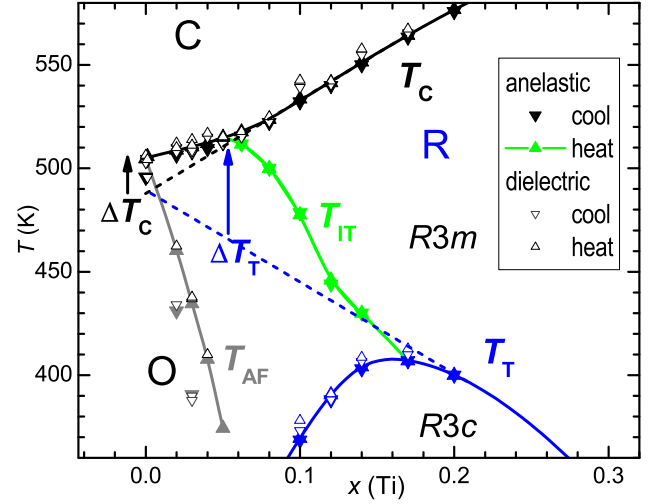 C
550
T_C
anelastic
cool
heat
dielectric
cool
heat
R
500
ΔT_C
T_IT
R3m
ΔT_T
T (K)
450
T_T
O
T_AF
400
R3c
0.0
0.1
0.2
0.3
x (Ti)